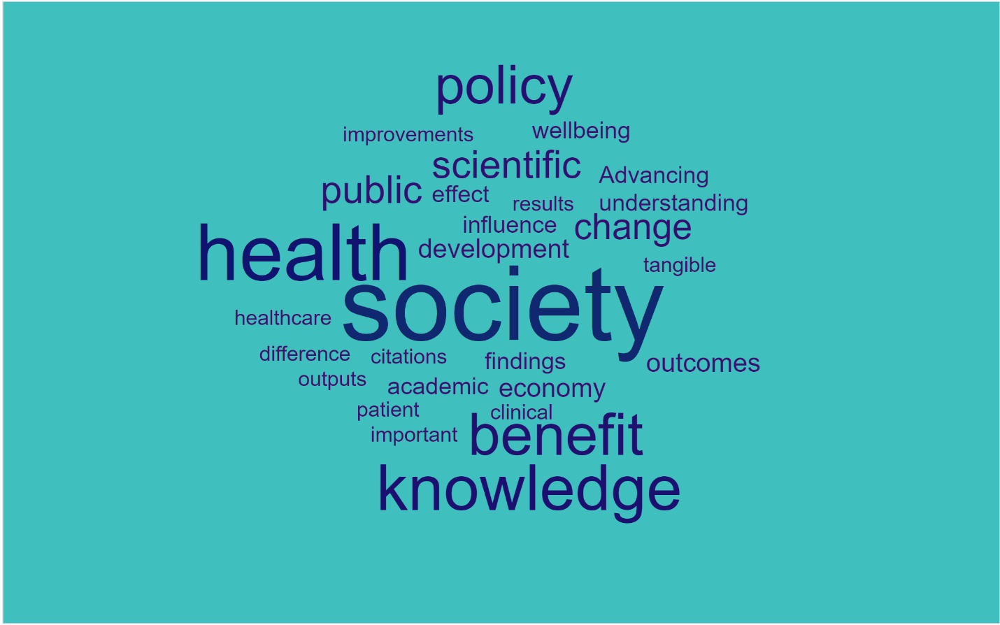 policy
improvements wellbeing
scientific
Advancing
public effect
results understanding
influence change
health development
tangible
society
healthcare
difference citations findings outcomes
outputs academic economy
patient clinical
important benefit
knowledge